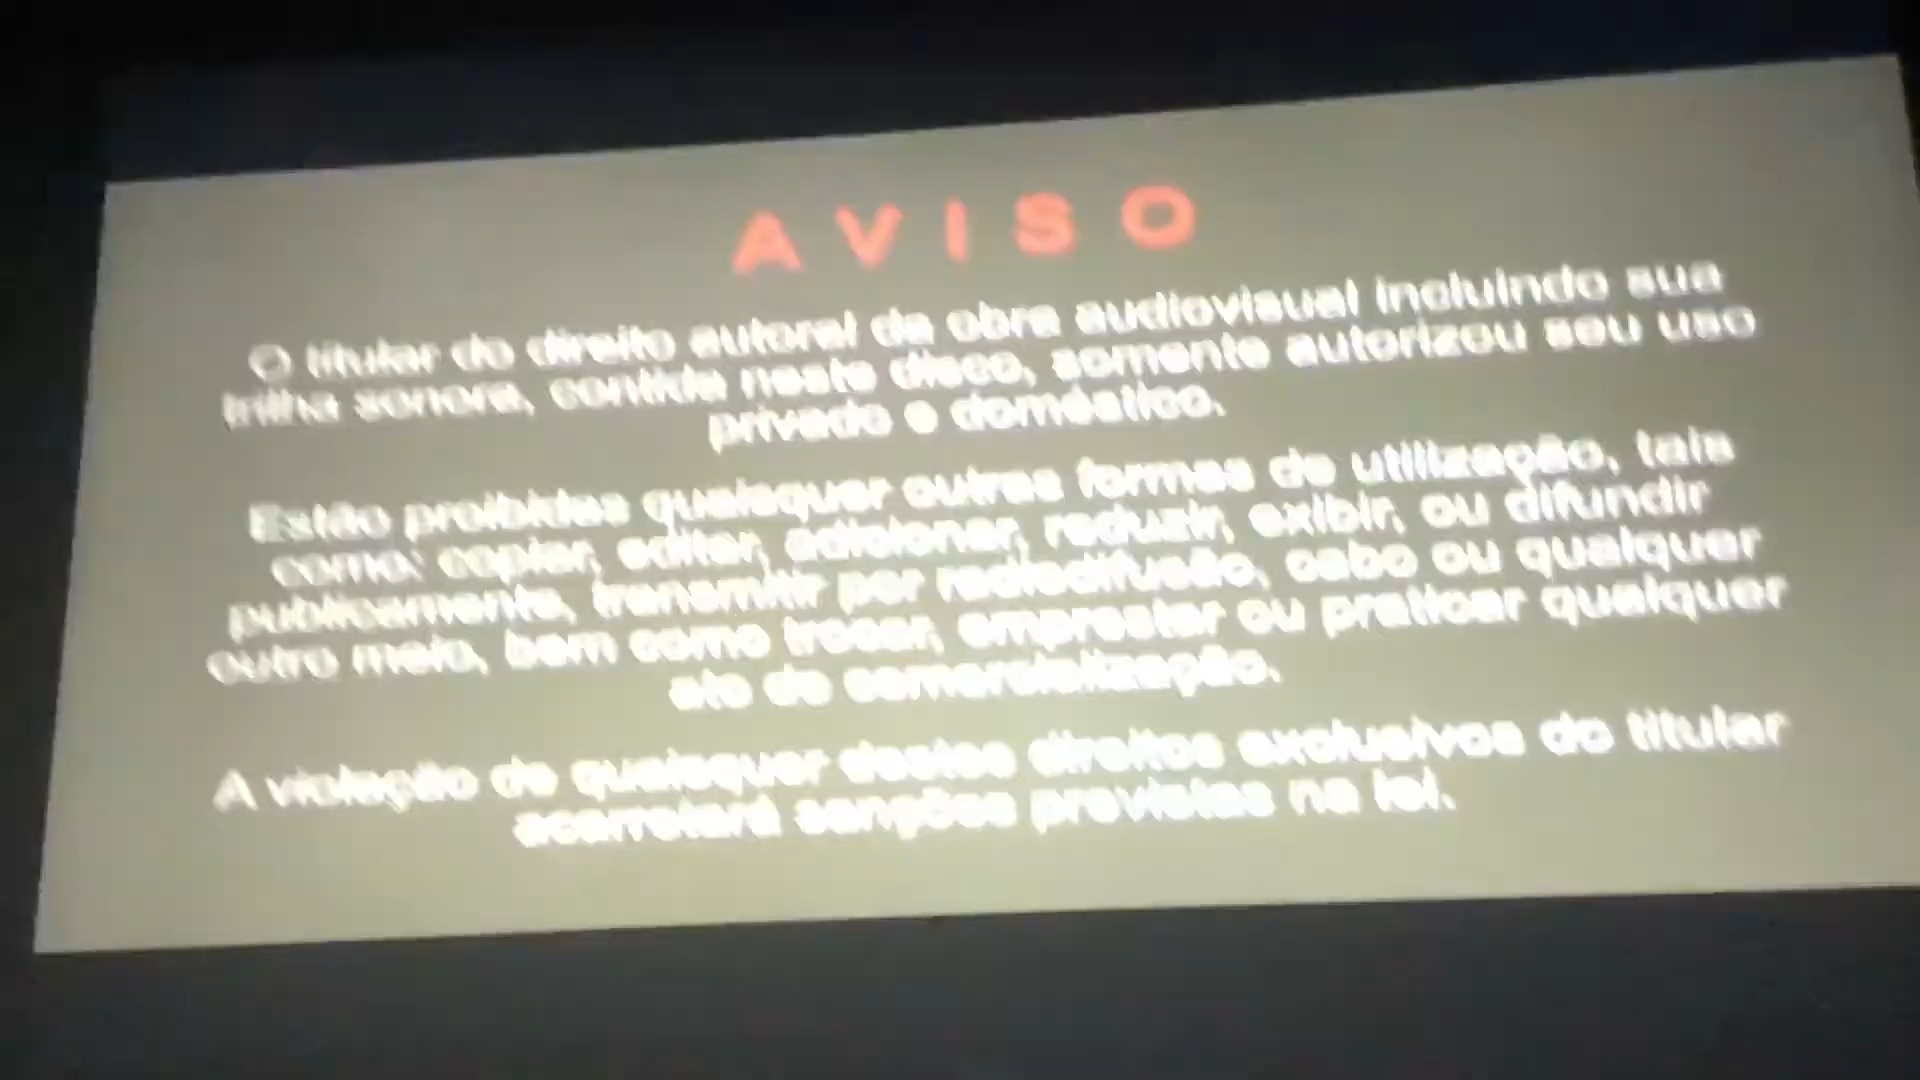 AVISO
O titular do direito autoral da obra audiovisual incluindo sua
trilha sonora, contida neste disco, somente autorizou seu uso
privado e doméstico.
Estão proibidas quaisquer outras formas de utilização, tais
como: copiar, editar, adicionar, reduzir, exibir, ou difundir
publicamente, transmitir por radiodifusão, cabo ou qualquer
outro meio, bem como trocar, emprestar ou praticar qualquer
ato de comercialização.
A violação de quaisquer destes direitos exclusivos do titular
acarretará sanções previstas na lei.